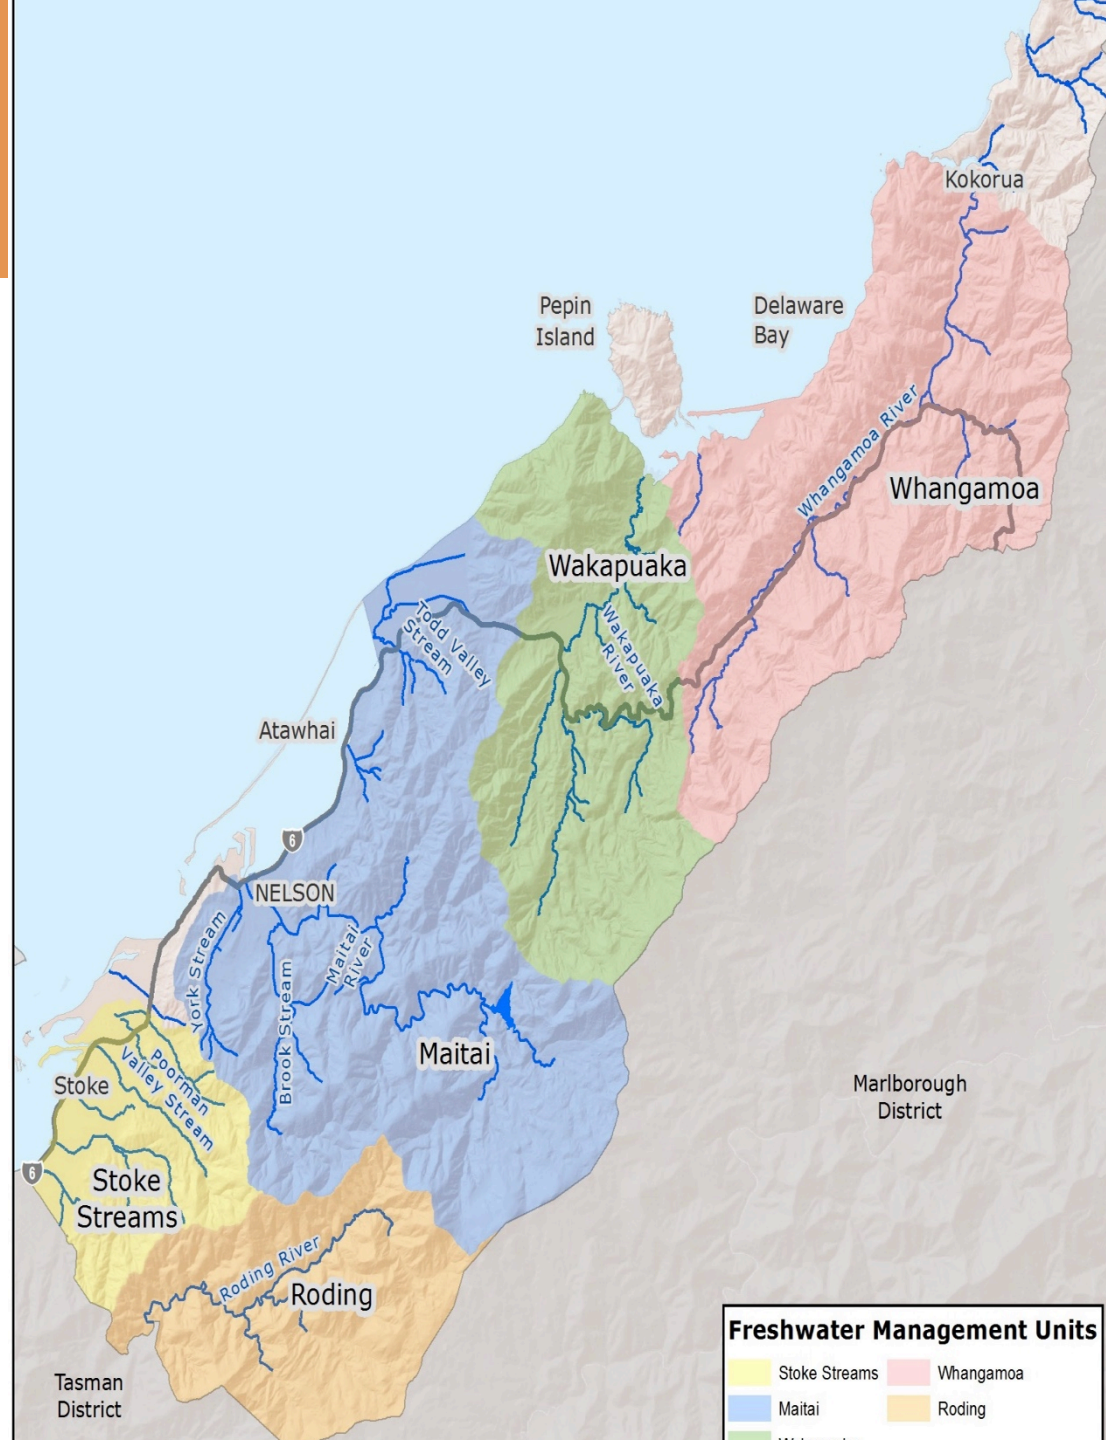 Kokorua
Pepin
Island
Delaware
Bay
Whangamoa River
Whangamoa
Wakapuaka
Todd Valley
Stream
Wakapuaka
River
Atawhai
6
NELSON
York Stream
Maitai
River
Brook Stream
Maitai
Poorman
Valley Stream
Stoke
Marlborough
District
6
Stoke
Streams
Roding River
Roding
Tasman
District
Freshwater Management Units
Stoke Streams
Whangamoa
Maitai
Roding